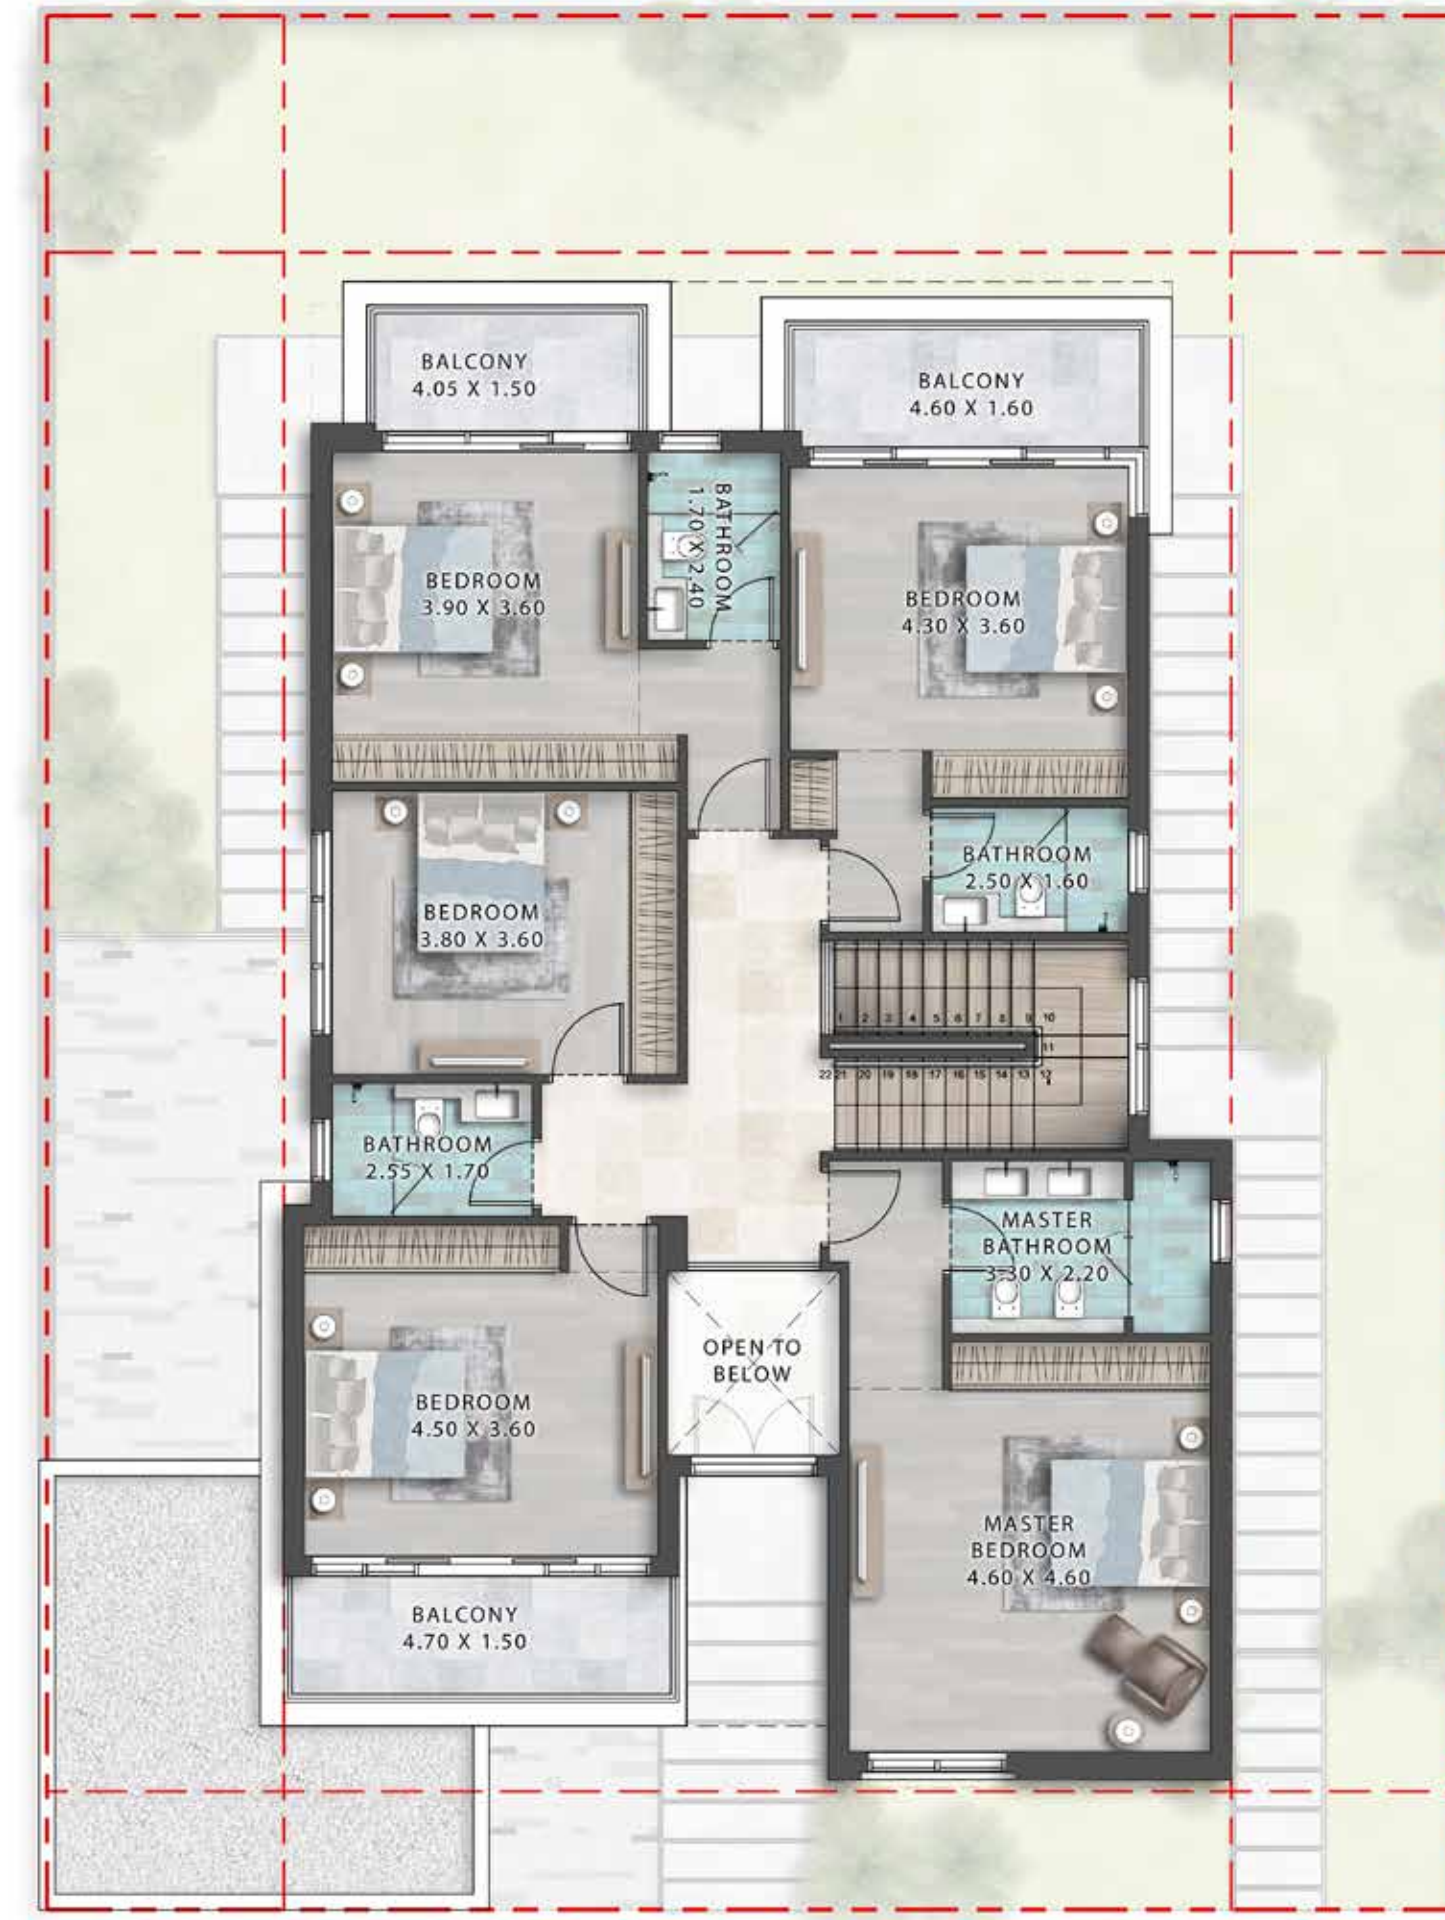 BALCONY
4.05 X 1.50
BALCONY
4.60 X 1.60
BATHROOM
1.70 X 2.40
BEDROOM
3.90 X 3.60
BEDROOM
4.30 X 3.60
BATHROOM
2.50 X 1.60
BEDROOM
3.80 X 3.60
1 2 3 4 5 6 7 8 9 10
11
22 21 20 19 18 17 16 15 14 13 12
BATHROOM
2.55 X 1.70
MASTER
BATHROOM
3.30 X 2.20
OPEN TO
BELOW
BEDROOM
4.50 X 3.60
MASTER
BEDROOM
4.60 X 4.60
BALCONY
4.70 X 1.50